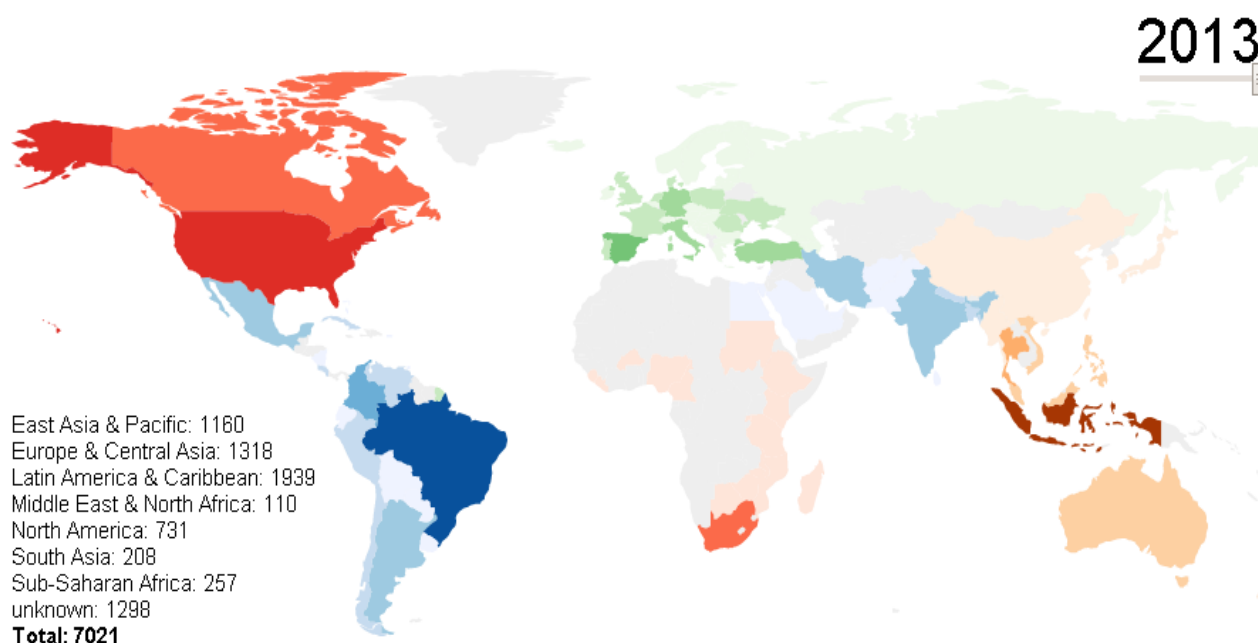 2013
East Asia & Pacific: 1160
Europe & Central Asia: 1318
Latin America & Caribbean: 1939
Middle East & North Africa: 110
North America: 731
South Asia: 208
Sub-Saharan Africa: 257
unknown: 1298
Total: 7021